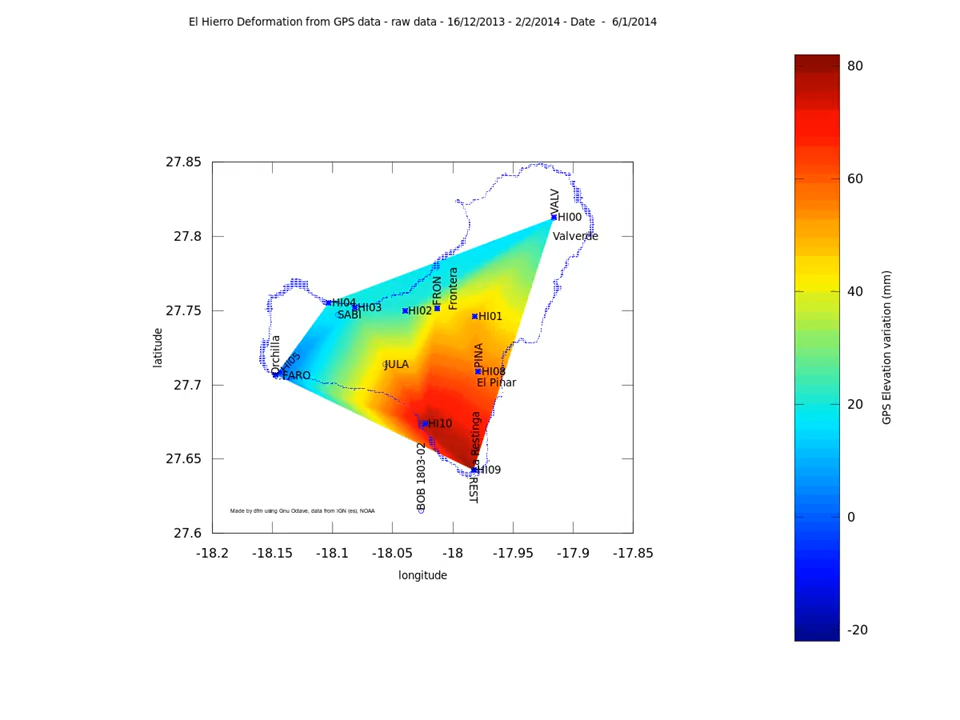 El Hierro Deformation from GPS data - raw data - 16/12/2013 - 2/2/2014 - Date - 6/1/2014
80
60
40
20
0
-20
GPS Elevation variation (mm)
27.85
27.8
27.75
27.7
27.65
27.6
latitude
-18.2
-18.15
-18.1
-18.05
-18
-17.95
-17.9
-17.85
longitude
VALV
HI00
Valverde
FRON
Frontera
HI04
HI03
SABI
HI02
HI01
Orchilla
HI05
FARO
JULA
PINA
HI08
El Pinar
HI10
Restinga
BOB 1803-02
HI09
REST
Made by dfm using Gnu Octave, data from IGN (es), NOAA